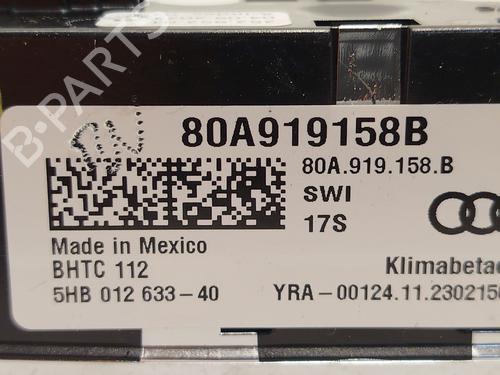 B-PARTS
80A919158B
80A.919.158.B
SWI
17S
Made in Mexico
BHTC 112
5HB 012 633-40
Klimabetä
YRA-00124.11.2302150